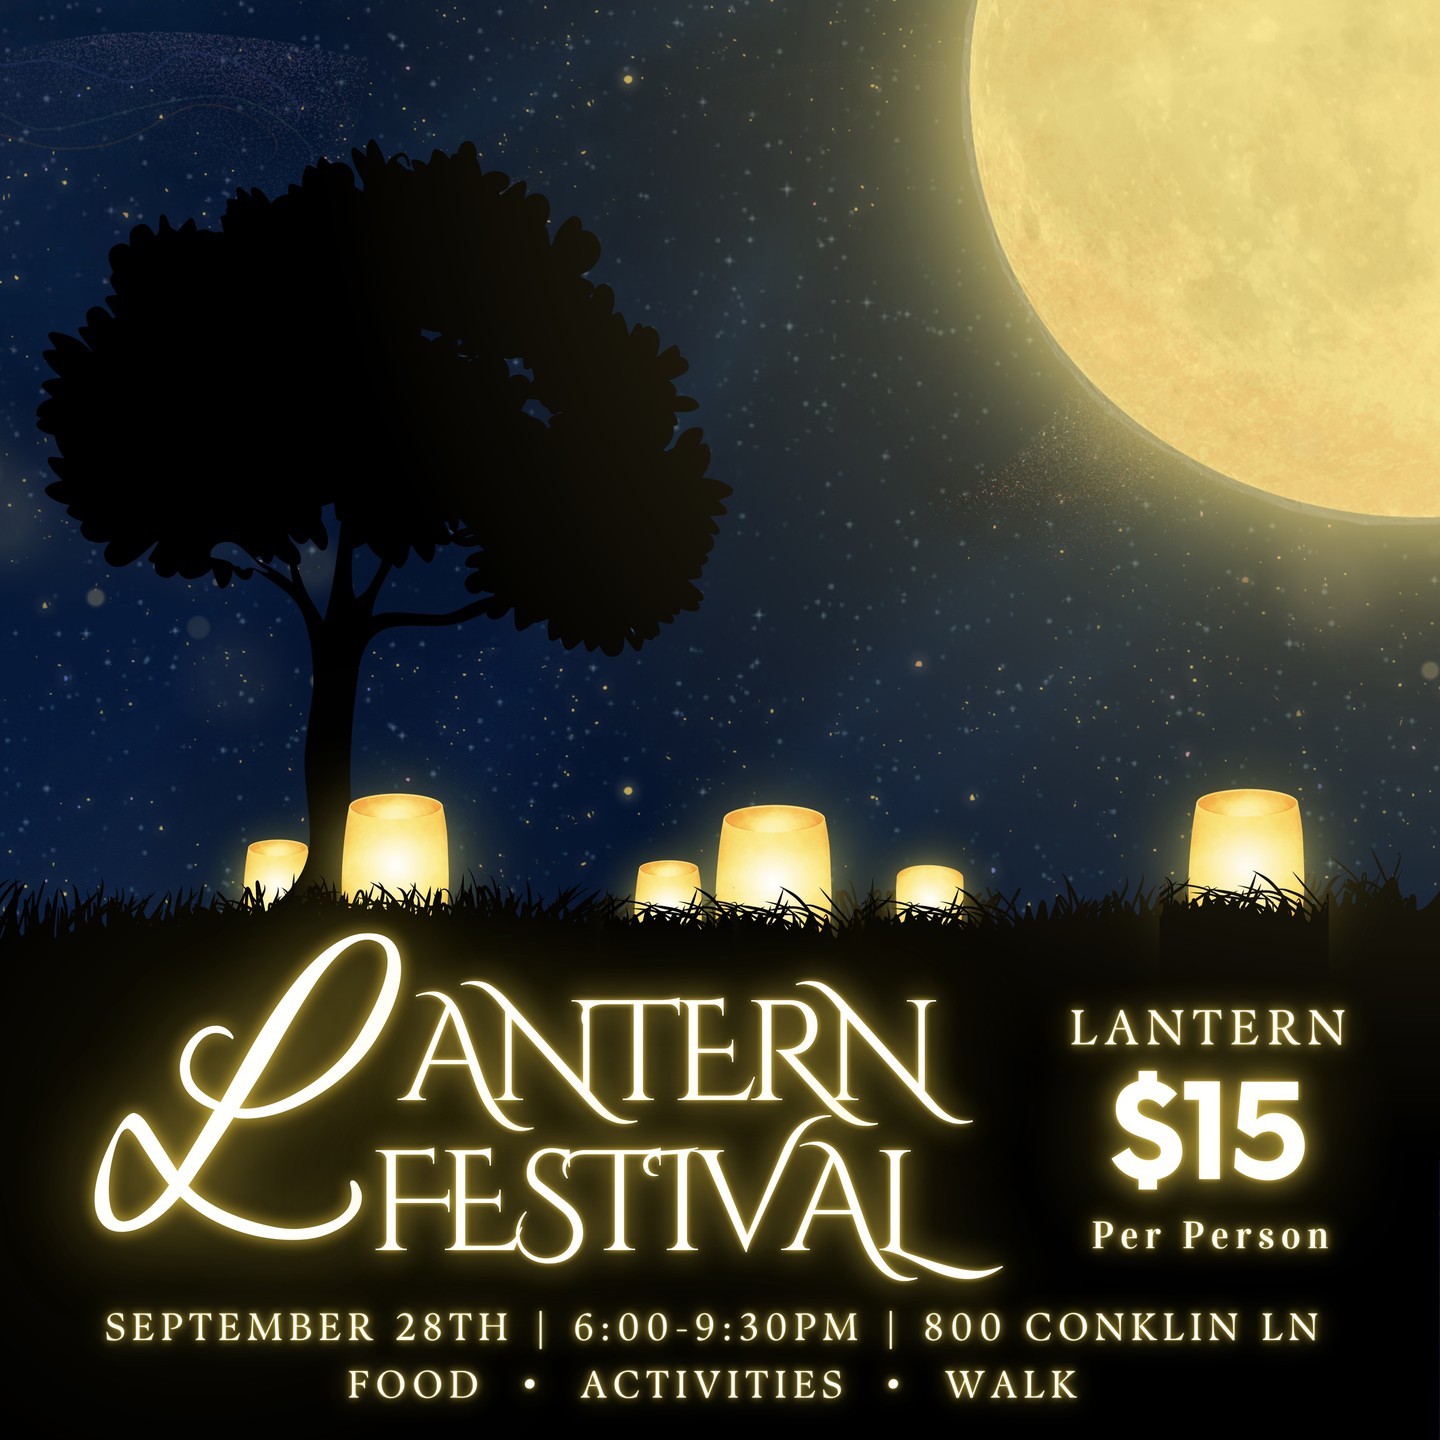 LANTERN
FESTIVAL
LANTERN
$15
Per Person
SEPTEMBER 28TH | 6:00-9:30PM | 800 CONKLIN LN
FOOD • ACTIVITIES • WALK